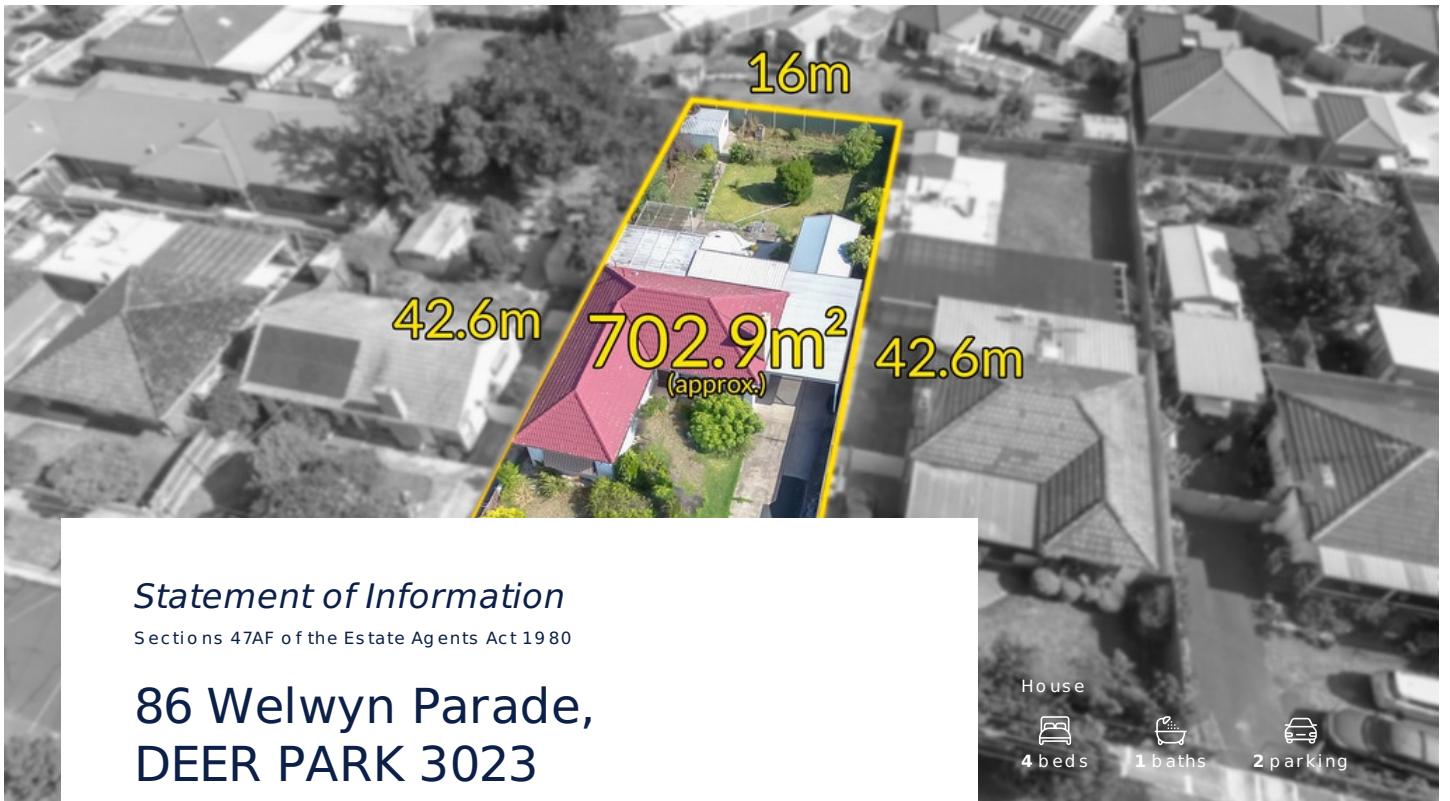 16m
42.6m
702.9m²
(approx.)
42.6m
Statement of Information
Sections 47AF of the Estate Agents Act 1980
86 Welwyn Parade,
DEER PARK 3023
House
4 beds 1 baths 2 parking